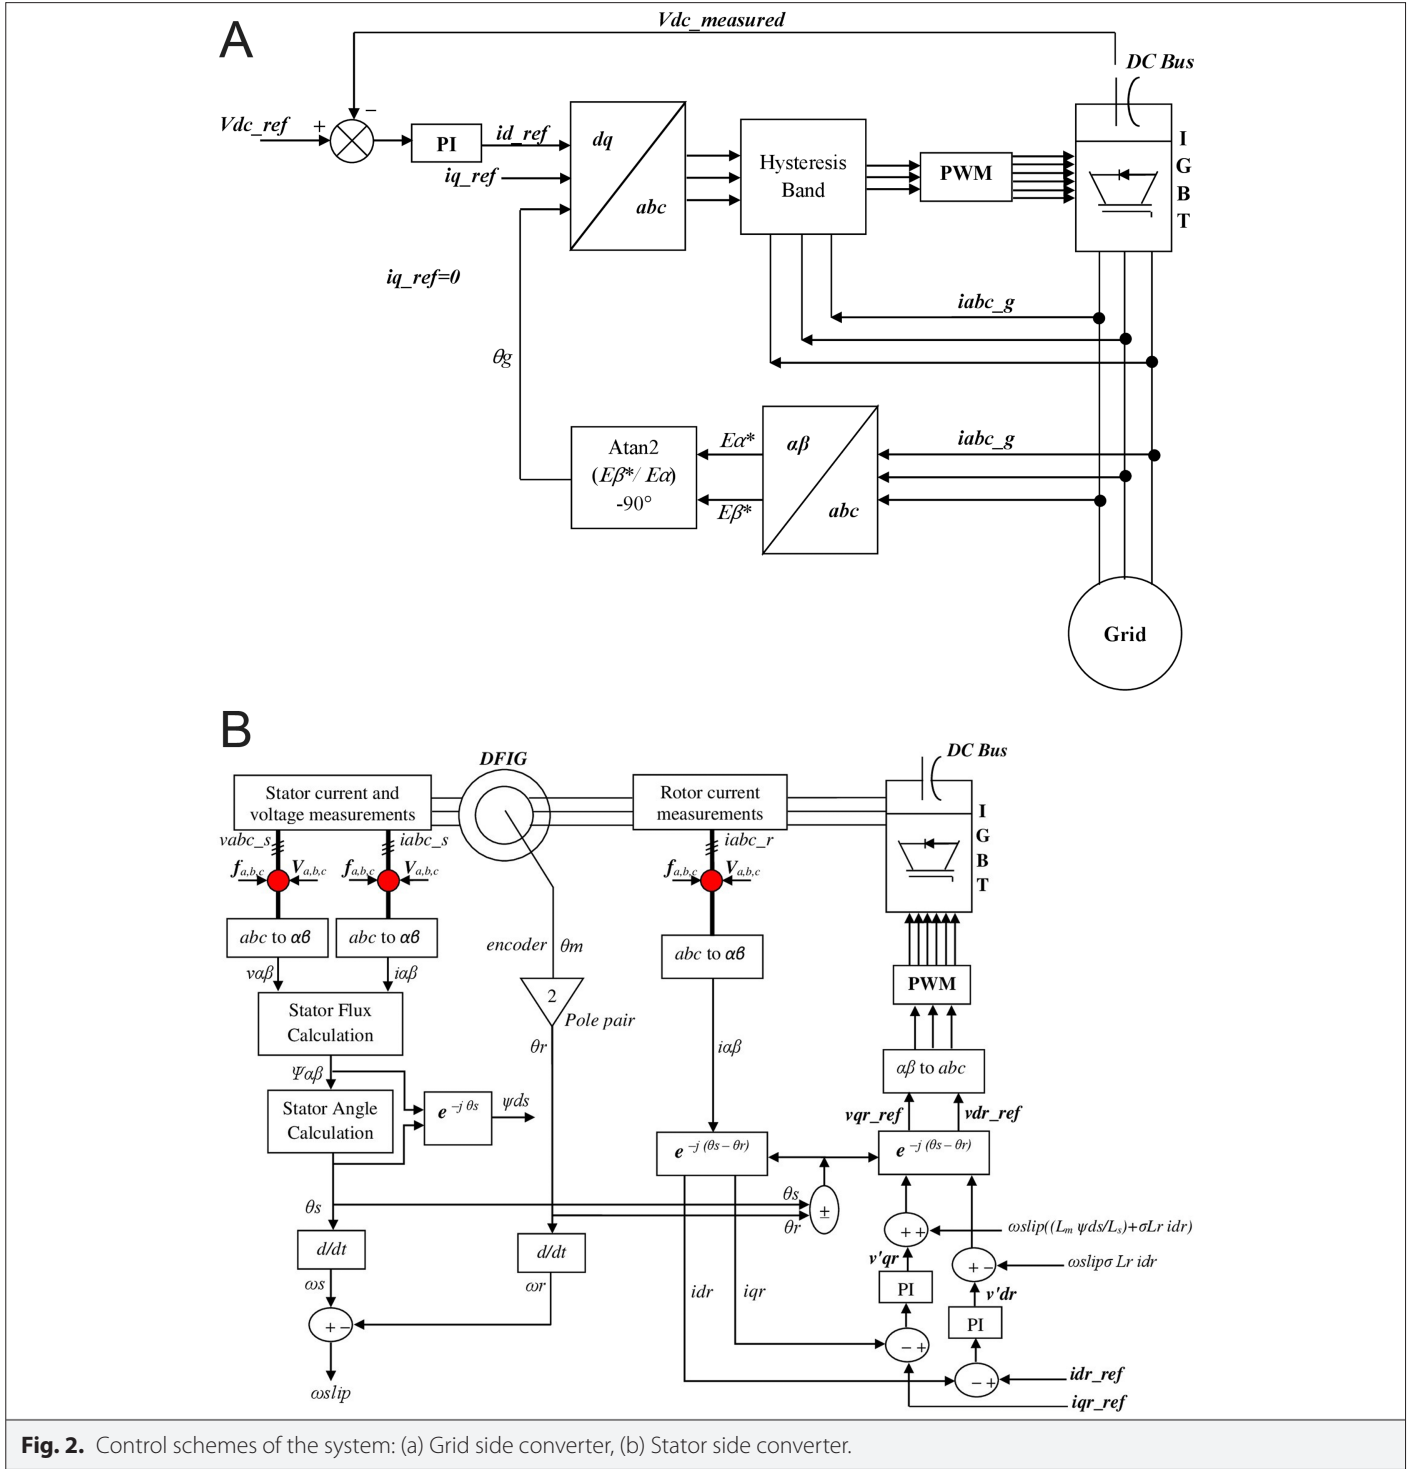 A
Vdc_measured
DC Bus
Vdc_ref
+
−
PI
id_ref
iq_ref
dq
abc
Hysteresis
Band
PWM
I
G
B
T
iq_ref=0
iabc_g
θg
Atan2
(Eβ*/ Eα)
-90°
Eα*
Eβ*
αβ
abc
iabc_g
Grid
B
DFIG
DC Bus
Stator current and
voltage measurements
Rotor current
measurements
I
G
B
T
vabc_s
iabc_s
iabc_r
fa,b,c
Va,b,c
fa,b,c
Va,b,c
fa,b,c
Va,b,c
abc to αβ
abc to αβ
abc to αβ
encoder
θm
vαβ
iαβ
2
Pole pair
PWM
Stator Flux
Calculation
θr
iαβ
αβ to abc
Ψαβ
Stator Angle
Calculation
e −j θs
ψds
vqr_ref
vdr_ref
e −j (θs − θr)
e −j (θs − θr)
θs
θs
θr
±
+ +
ωslip((Lm ψds/Ls)+σLr idr)
d/dt
d/dt
v'qr
+ −
ωslipσ Lr idr
ωs
ωr
idr
iqr
PI
v'dr
PI
+ −
− +
− +
idr_ref
iqr_ref
ωslip
Fig. 2. Control schemes of the system: (a) Grid side converter, (b) Stator side converter.